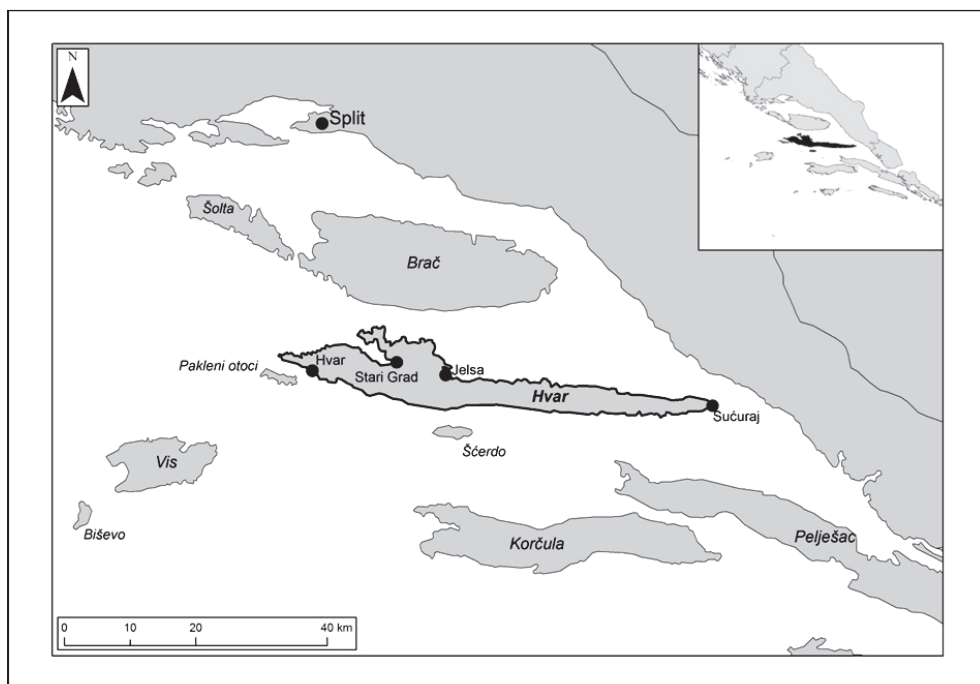 N
Split
Šolta
Brač
Pakleni otoci
Hvar
Stari Grad
Jelsa
Hvar
Sućuraj
Šćerdo
Vis
Biševo
Korčula
Pelješac
0 10 20 40 km